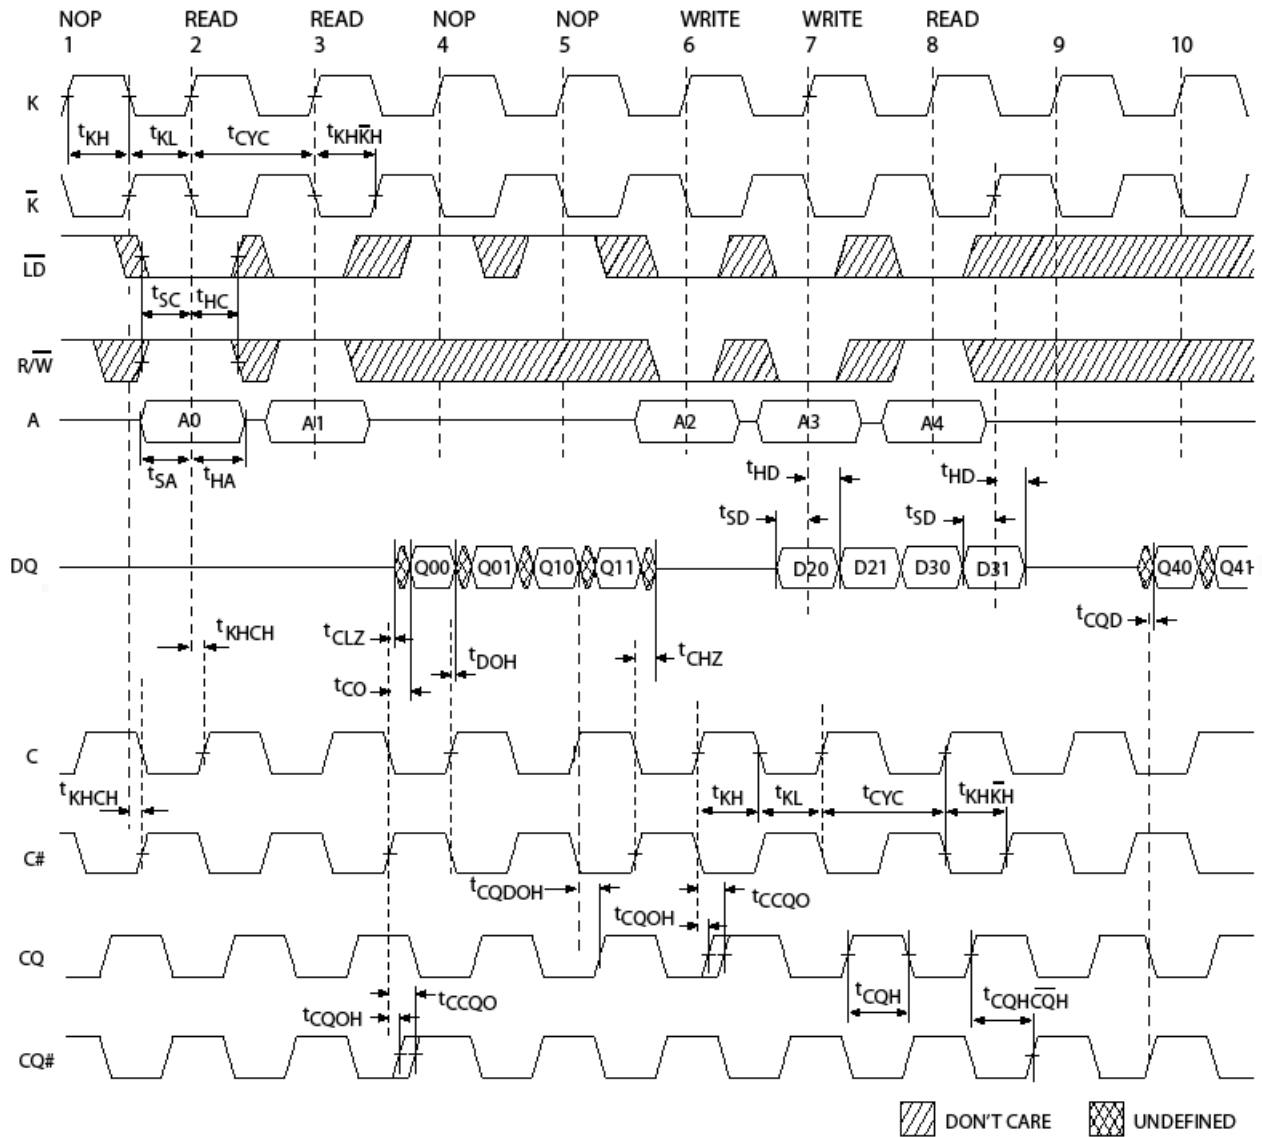 NOP READ READ NOP NOP WRITE WRITE READ
1 2 3 4 5 6 7 8 9 10
K
tKH tKL tCYC tKHK̅H
K̅
L̅D̅
tSC tHC
R/W̅
A A0 A1 A2 A3 A4
tSA tHA tHD tHD
tSD tSD
DQ Q00 Q01 Q10 Q11 D20 D21 D30 D31 Q40 Q41
tCQD
tKHCH tCLZ tDOH tCHZ
tCO
C
tKHCH tKH tKL tCYC tKHK̅H
C#
tCQDOH tCCQO
tCQOH
CQ
tCQH tCQHC̅Q̅H
tCCQO
tCQOH
CQ#
DON'T CARE UNDEFINED